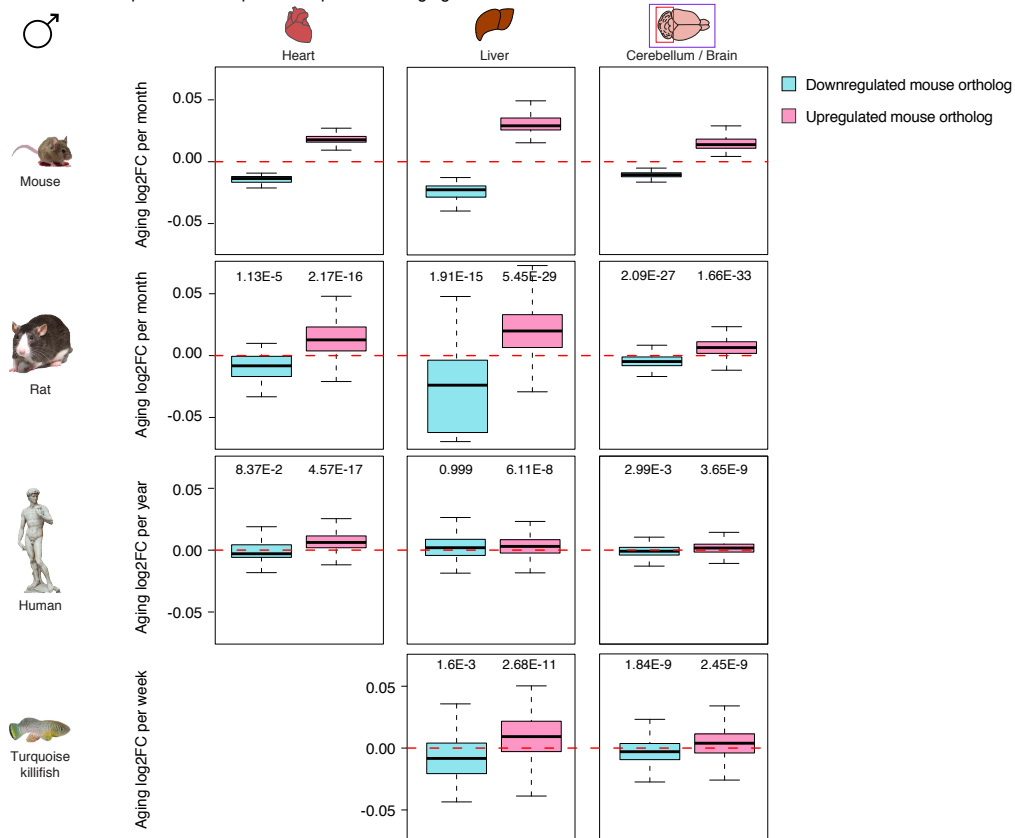 Heart
Liver
Cerebellum / Brain
Downregulated mouse ortholog
Upregulated mouse ortholog
Mouse
Aging log2FC per month
0.05
0.00
-0.05
Rat
Aging log2FC per month
0.05
0.00
-0.05
1.13E-5 2.17E-16
1.91E-15 5.45E-29
2.09E-27 1.66E-33
Human
Aging log2FC per year
0.05
0.00
-0.05
8.37E-2 4.57E-17
0.999 6.11E-8
2.99E-3 3.65E-9
Turquoise
killifish
Aging log2FC per week
0.05
0.00
-0.05
1.6E-3 2.68E-11
1.84E-9 2.45E-9